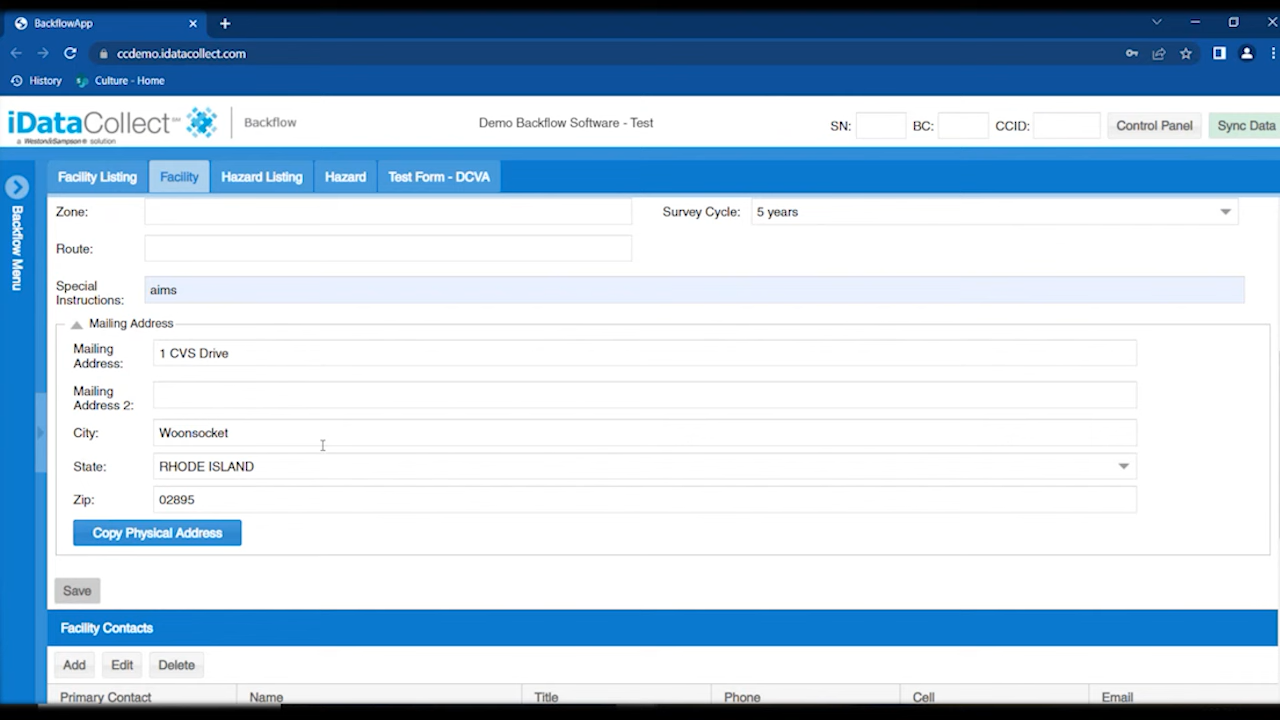 BackflowApp
ccdemo.idatacollect.com
History
Culture - Home
iDataCollect℠
a Weston&Sampson® solution
Backflow
Demo Backflow Software - Test
SN:
BC:
CCID:
Control Panel
Sync Data
Facility Listing
Facility
Hazard Listing
Hazard
Test Form - DCVA
Backflow Menu
Zone:
Survey Cycle: 5 years
Route:
Special
Instructions: aims
Mailing Address
Mailing
Address: 1 CVS Drive
Mailing
Address 2:
City: Woonsocket
State: RHODE ISLAND
Zip: 02895
Copy Physical Address
Save
Facility Contacts
Add
Edit
Delete
Primary Contact
Name
Title
Phone
Cell
Email